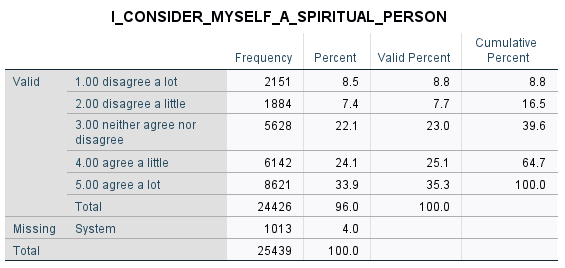 I_CONSIDER_MYSELF_A_SPIRITUAL_PERSON
Frequency Percent Valid Percent Cumulative Percent
Valid 1.00 disagree a lot 2151 8.5 8.8 8.8
2.00 disagree a little 1884 7.4 7.7 16.5
3.00 neither agree nor disagree 5628 22.1 23.0 39.6
4.00 agree a little 6142 24.1 25.1 64.7
5.00 agree a lot 8621 33.9 35.3 100.0
Total 24426 96.0 100.0
Missing System 1013 4.0
Total 25439 100.0